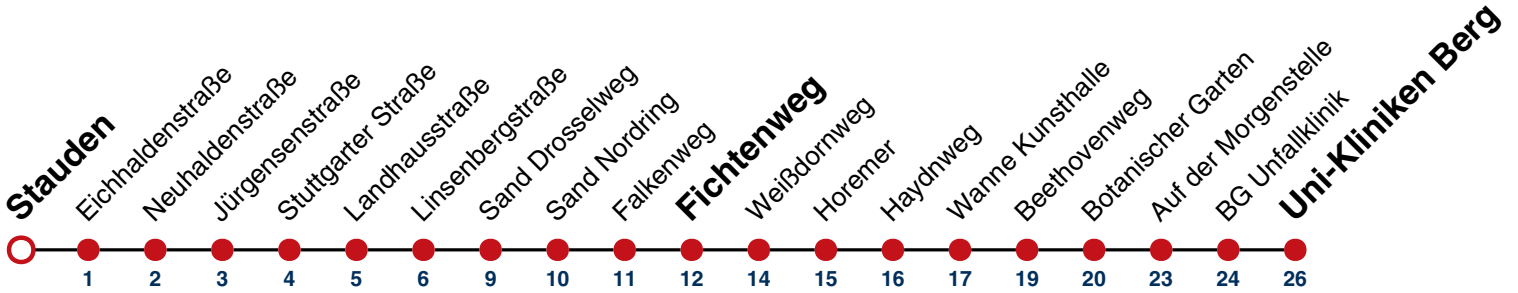 Stauden
Eichhaldenstraße
Neuhaldenstraße
Jürgensenstraße
Stuttgarter Straße
Landhausstraße
Linsenbergstraße
Sand Drosselweg
Sand Nordring
Falkenweg
Fichtenweg
Weißdornweg
Horemer
Haydnweg
Wanne Kunsthalle
Beethovenweg
Botanischer Garten
Auf der Morgenstelle
BG Unfallklinik
Uni-Kliniken Berg
1 2 3 4 5 6 9 10 11 12 14 15 16 17 19 20 23 24 26